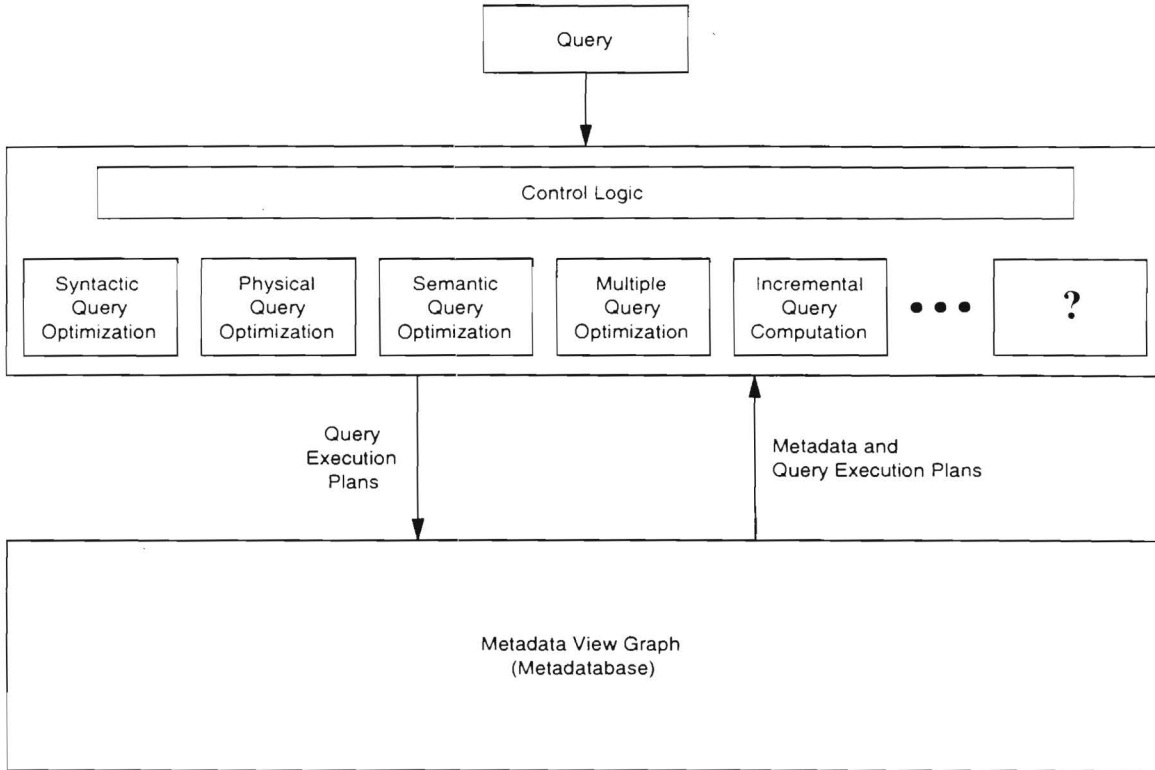 Query
Control Logic
Syntactic
Query
Optimization
Physical
Query
Optimization
Semantic
Query
Optimization
Multiple
Query
Optimization
Incremental
Query
Computation
•••
?
Query
Execution
Plans
Metadata and
Query Execution Plans
Metadata View Graph
(Metadatabase)